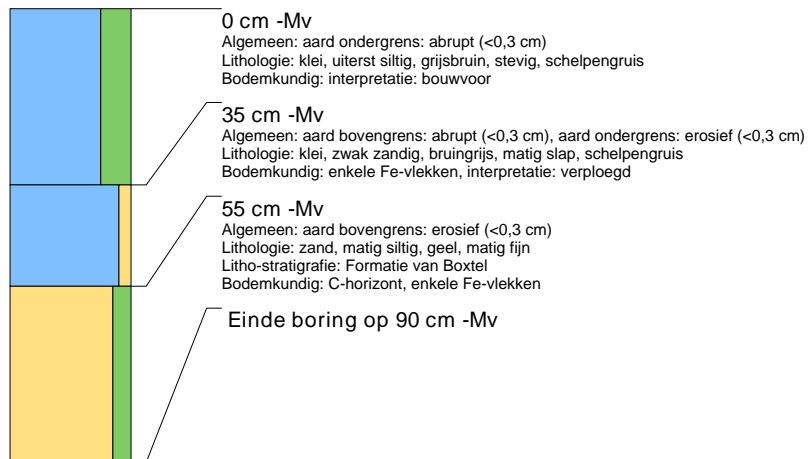 0 cm -Mv
Algemeen: aard ondergrens: abrupt (<0,3 cm)
Lithologie: klei, uiterst siltig, grijsbruin, stevig, schelpengruis
Bodemkundig: interpretatie: bouwvoor
35 cm -Mv
Algemeen: aard bovengrens: abrupt (<0,3 cm), aard ondergrens: erosief (<0,3 cm)
Lithologie: klei, zwak zandig, bruingrijs, matig slap, schelpengruis
Bodemkundig: enkele Fe-vlekken, interpretatie: verploegd
55 cm -Mv
Algemeen: aard bovengrens: erosief (<0,3 cm)
Lithologie: zand, matig siltig, geel, matig fijn
Litho-stratigrafie: Formatie van Boxtel
Bodemkundig: C-horizont, enkele Fe-vlekken
Einde boring op 90 cm -Mv